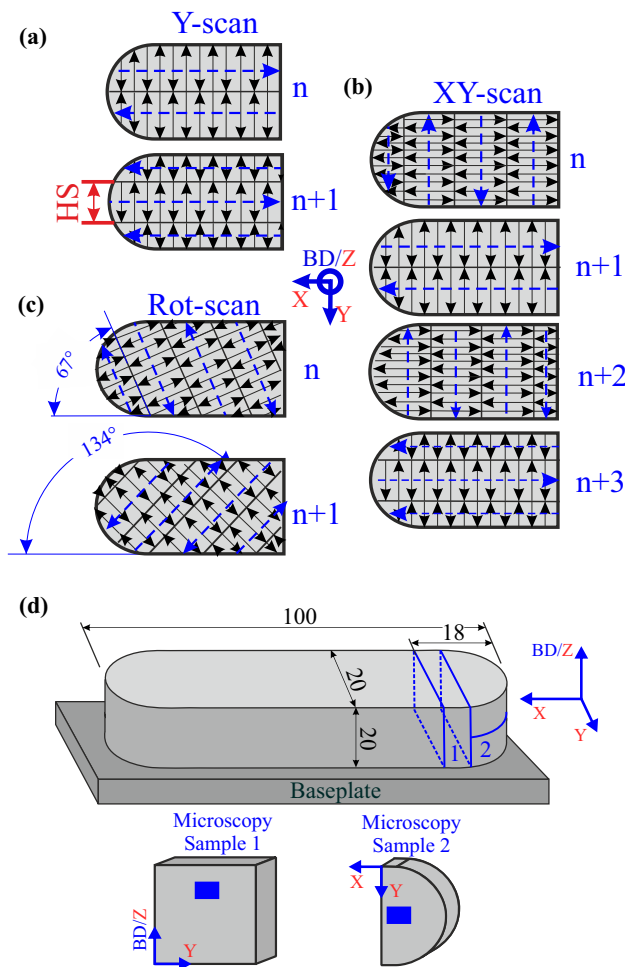 (a)
Y-scan
n
HS
n+1
(b)
XY-scan
n
n+1
n+2
n+3
BD/Z
X
Y
(c)
Rot-scan
67°
n
134°
n+1
(d)
100
18
20
20
1
2
Baseplate
BD/Z
X
Y
Microscopy
Sample 1
BD/Z
Y
Microscopy
Sample 2
X
Y